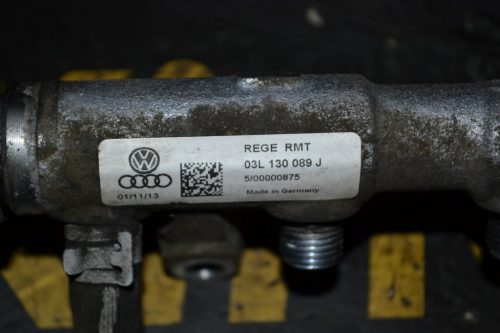 REGE RMT
03L 130 089 J
5/00000875
Made in Germany
01/11/13